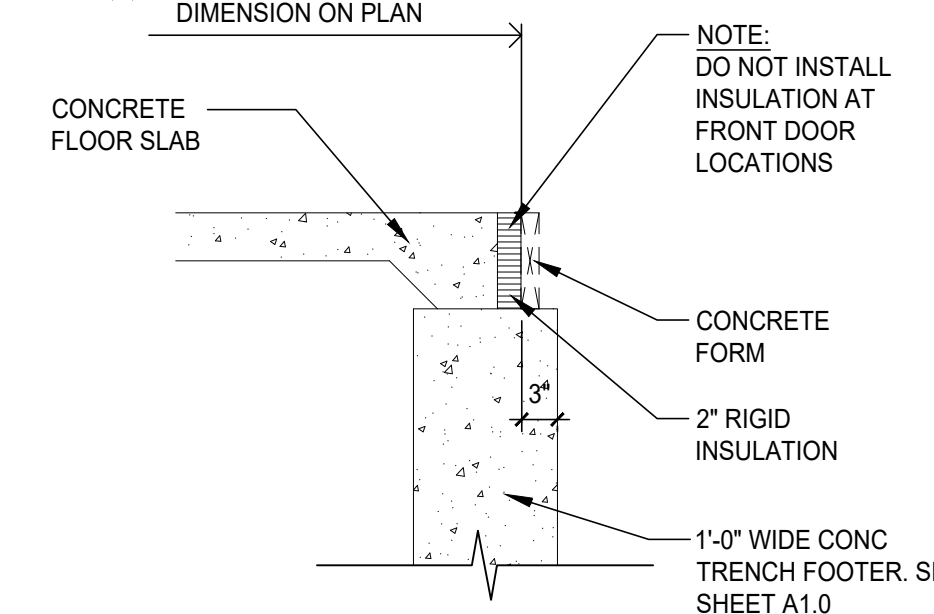 DIMENSION ON PLAN
NOTE:
DO NOT INSTALL
INSULATION AT
FRONT DOOR
LOCATIONS
CONCRETE
FLOOR SLAB
CONCRETE
FORM
3"
2" RIGID
INSULATION
1'-0" WIDE CONC
TRENCH FOOTER.
SHEET A1.0